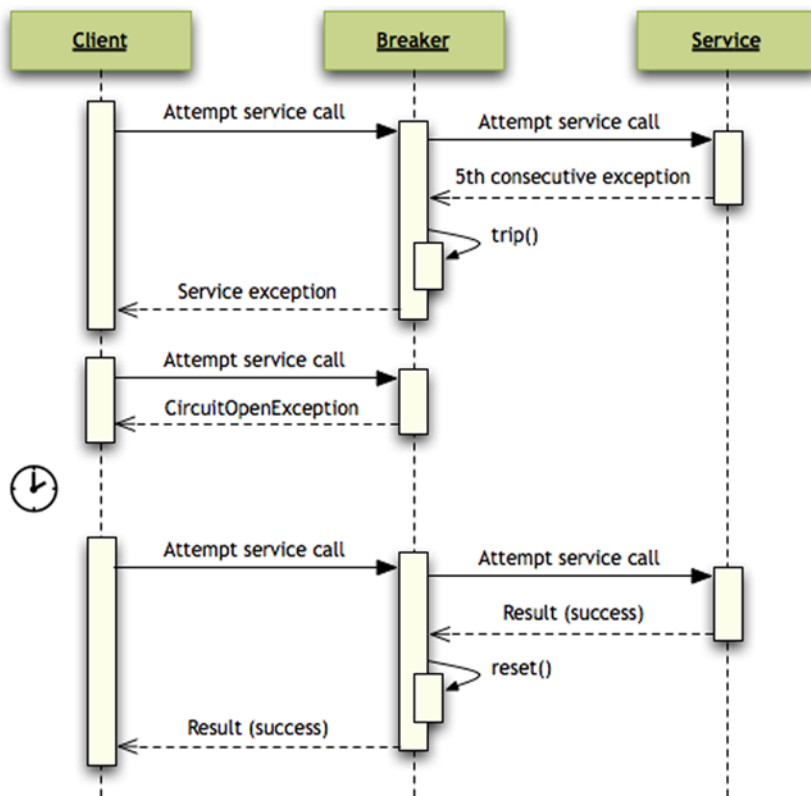 Client
Breaker
Service
Attempt service call
Attempt service call
5th consecutive exception
trip()
Service exception
Attempt service call
CircuitOpenException
Attempt service call
Attempt service call
Result (success)
reset()
Result (success)